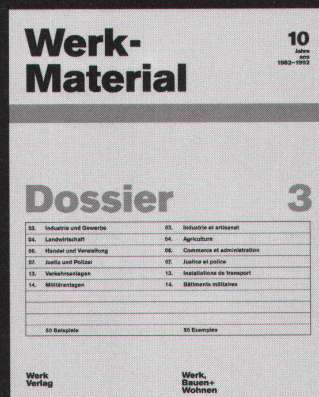 Werk-
Material
10
Jahre
ans
1982–1992
Dossier 3
03. Industrie und Gewerbe 03. Industrie et artisanat
04. Landwirtschaft 04. Agriculture
06. Handel und Verwaltung 06. Commerce et administration
07. Justiz und Polizei 07. Justice et police
13. Verkehrsanlagen 13. Installations de transport
14. Militäranlagen 14. Bâtiments militaires
50 Beispiele 50 Exemples
Werk
Verlag
Werk,
Bauen+
Wohnen